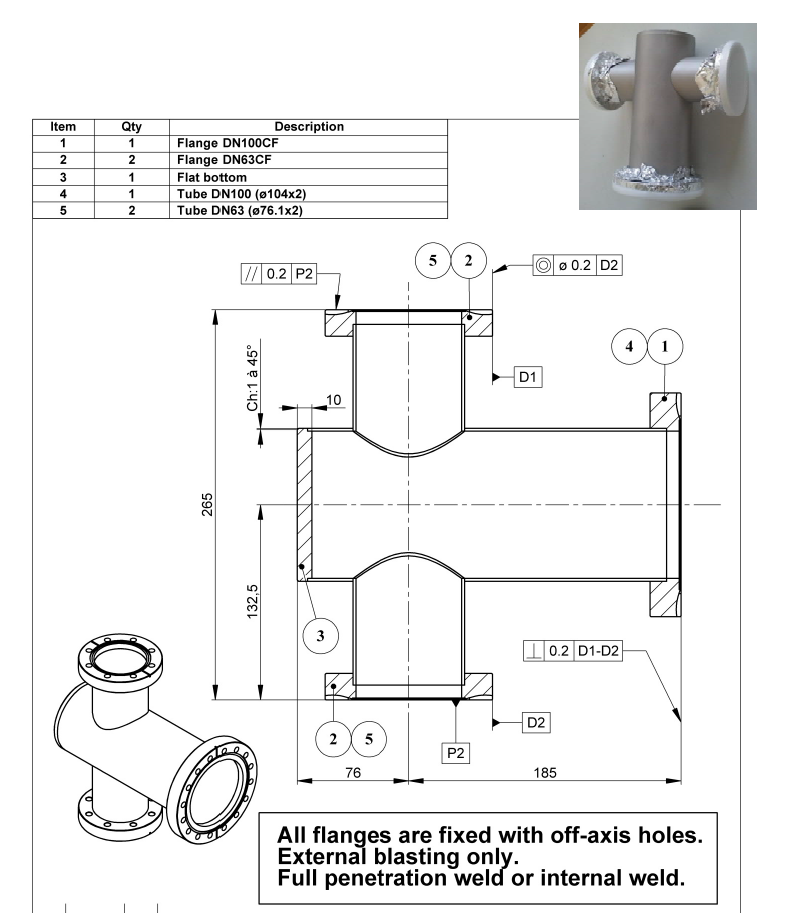 Item Qty Description
1 1 Flange DN100CF
2 2 Flange DN63CF
3 1 Flat bottom
4 1 Tube DN100 (ø104x2)
5 2 Tube DN63 (ø76.1x2)
5 2
// 0.2 P2
◎ ø 0.2 D2
4 1
D1
Ch:1 à 45°
10
265
132,5
3
⊥ 0.2 D1-D2
D2
2 5
P2
76 185
All flanges are fixed with off-axis holes.
External blasting only.
Full penetration weld or internal weld.